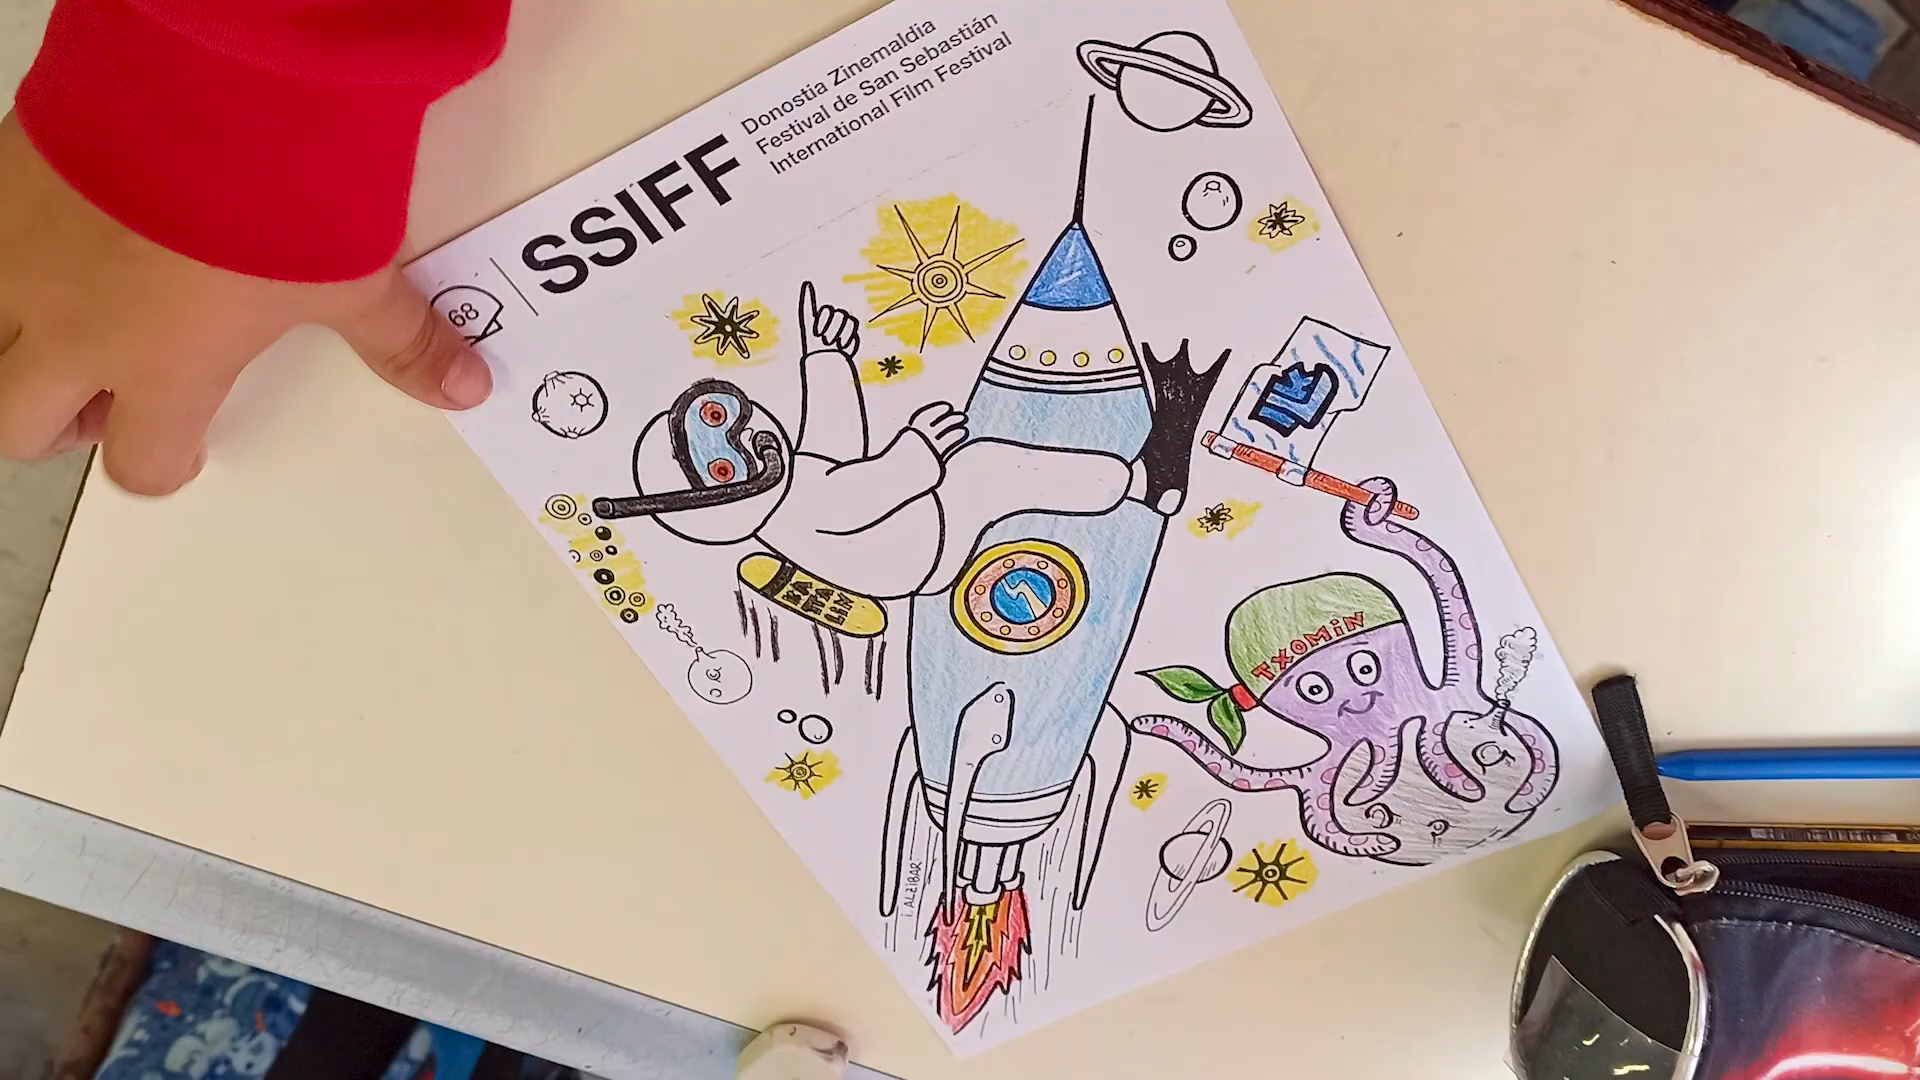 68
SSIFF
Donostia Zinemaldia
Festival de San Sebastián
International Film Festival
TXOMiN
i. ALZiBAR